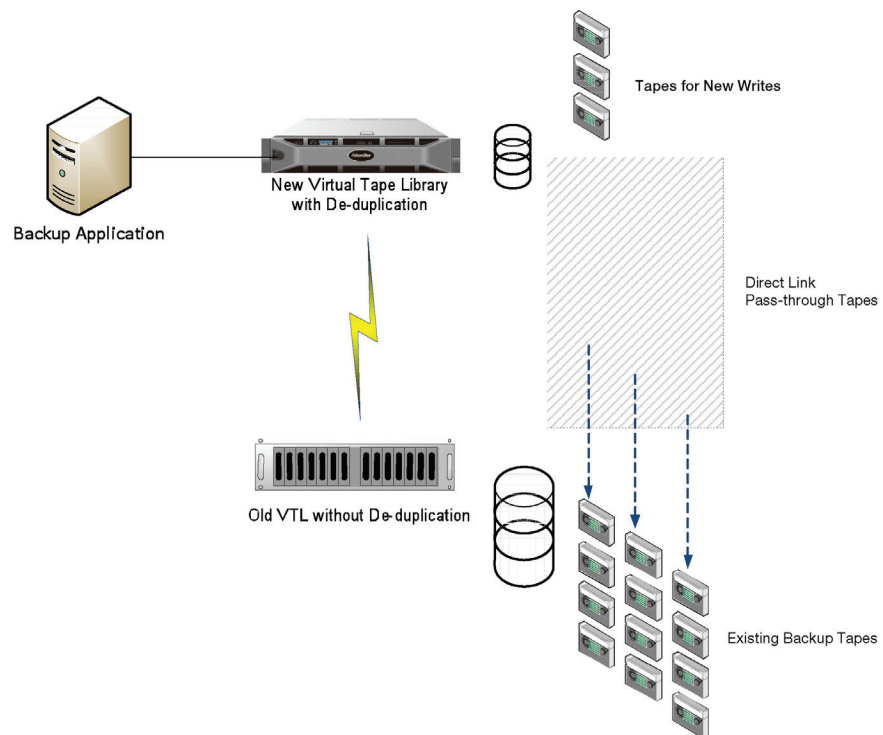 Tapes for New Writes
New Virtual Tape Library
with De-duplication
Backup Application
Direct Link
Pass-through Tapes
Old VTL without De-duplication
Existing Backup Tapes